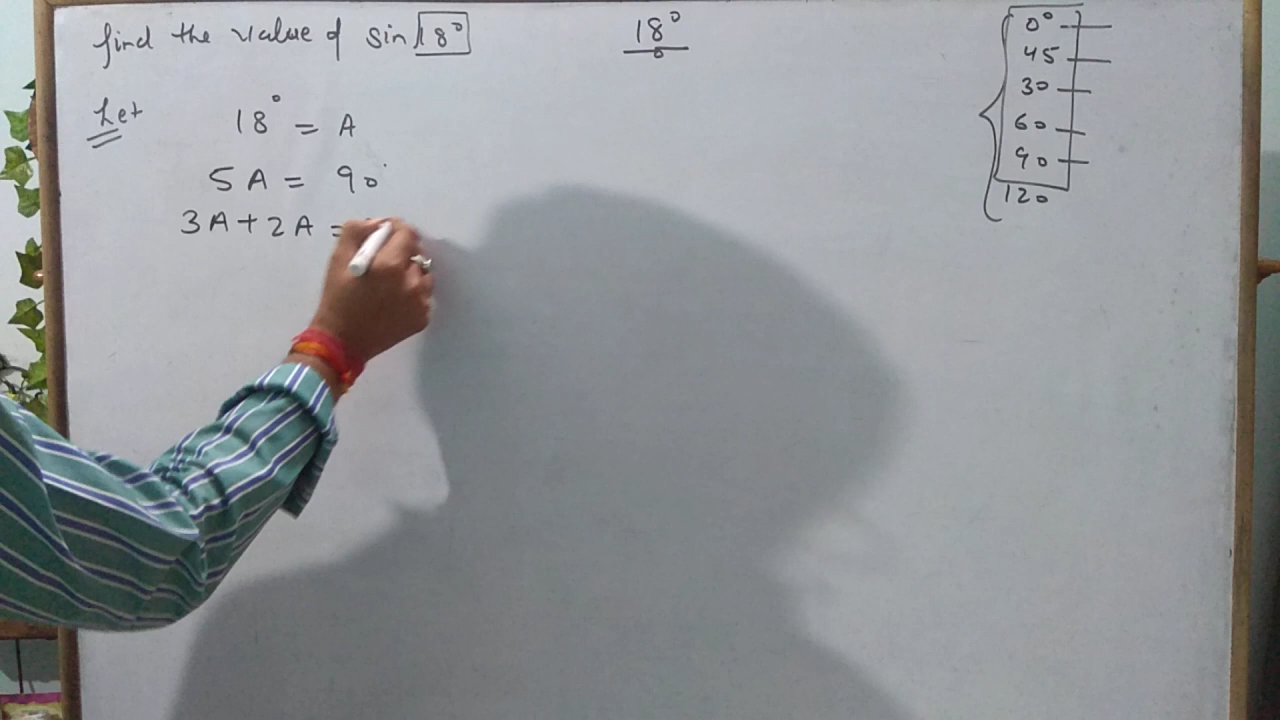 find the value of sin 18°
Let 18° = A
5A = 90°
3A + 2A =
18°
0°
45
30
60
90
120